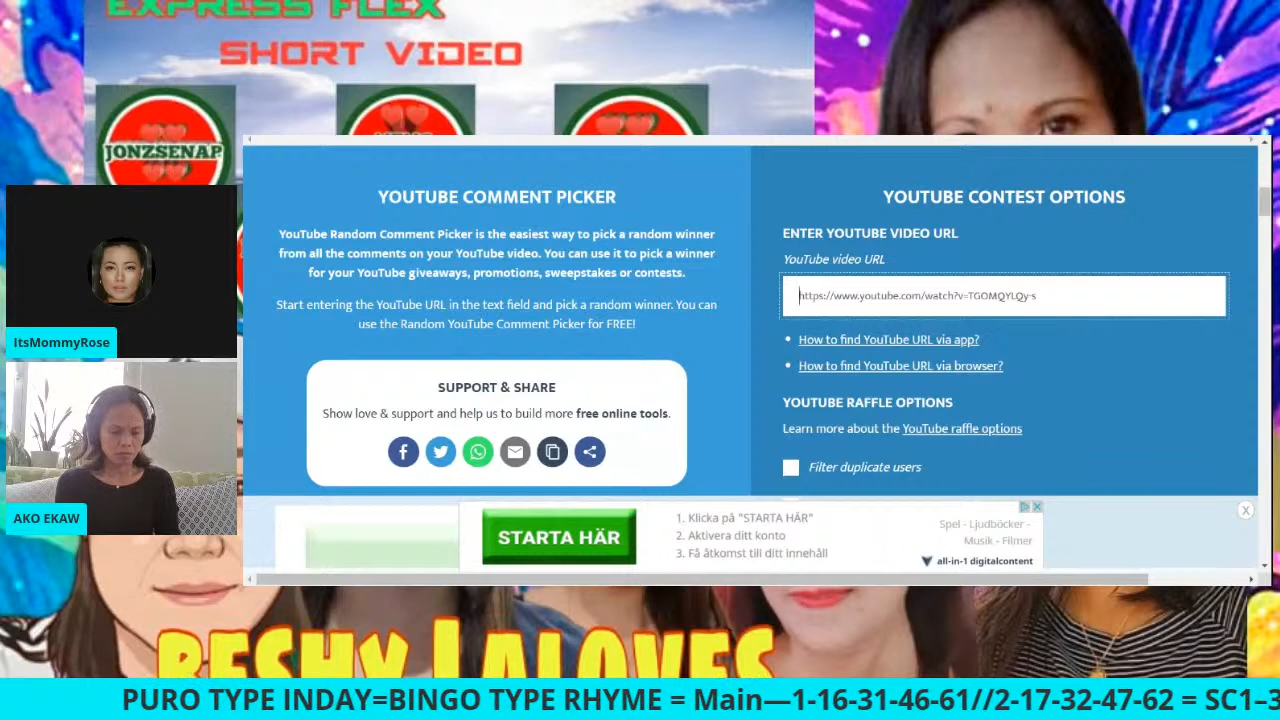 EXPRESS FLEX
SHORT VIDEO
JONZSENAP
YOUTUBE COMMENT PICKER
YouTube Random Comment Picker is the easiest way to pick a random winner
from all the comments on your YouTube video. You can use it to pick a winner
for your YouTube giveaways, promotions, sweepstakes or contests.
Start entering the YouTube URL in the text field and pick a random winner. You can
use the Random YouTube Comment Picker for FREE!
SUPPORT & SHARE
Show love & support and help us to build more free online tools.
YOUTUBE CONTEST OPTIONS
ENTER YOUTUBE VIDEO URL
YouTube video URL
https://www.youtube.com/watch?v=TGOMQYLQy-s
How to find YouTube URL via app?
How to find YouTube URL via browser?
YOUTUBE RAFFLE OPTIONS
Learn more about the YouTube raffle options
Filter duplicate users
ItsMommyRose
AKO EKAW
STARTA HÄR
1. Klicka på "STARTA HÄR"
2. Aktivera ditt konto
3. Få åtkomst till ditt innehåll
Spel - Ljudböcker -
Musik - Filmer
all-in-1 digitalcontent
BESHY LALOVES
PURO TYPE INDAY=BINGO TYPE RHYME = Main—1-16-31-46-61//2-17-32-47-62 = SC1–3